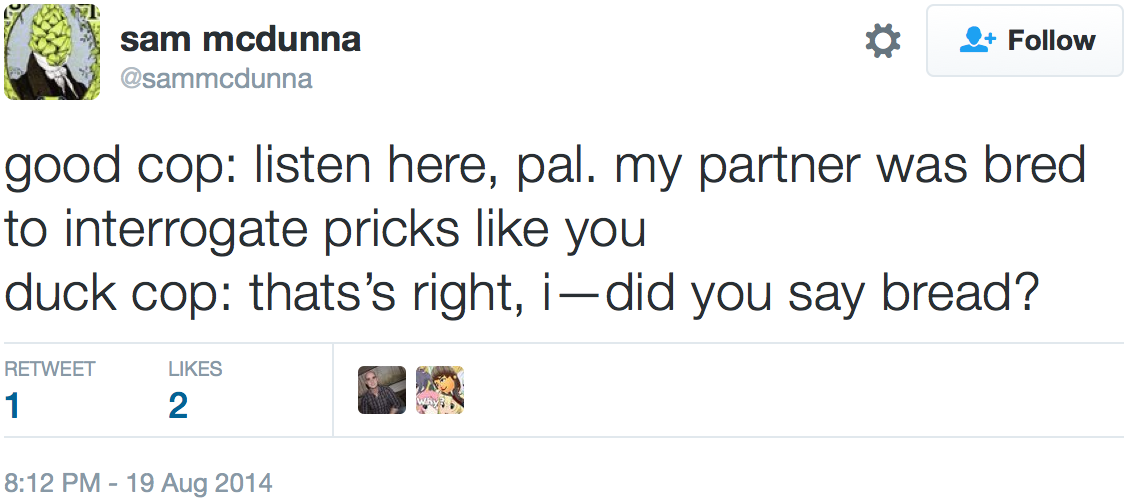 sam mcdunna
@sammcdunna
Follow
good cop: listen here, pal. my partner was bred
to interrogate pricks like you
duck cop: thats’s right, i—did you say bread?
RETWEET
1
LIKES
2
8:12 PM - 19 Aug 2014